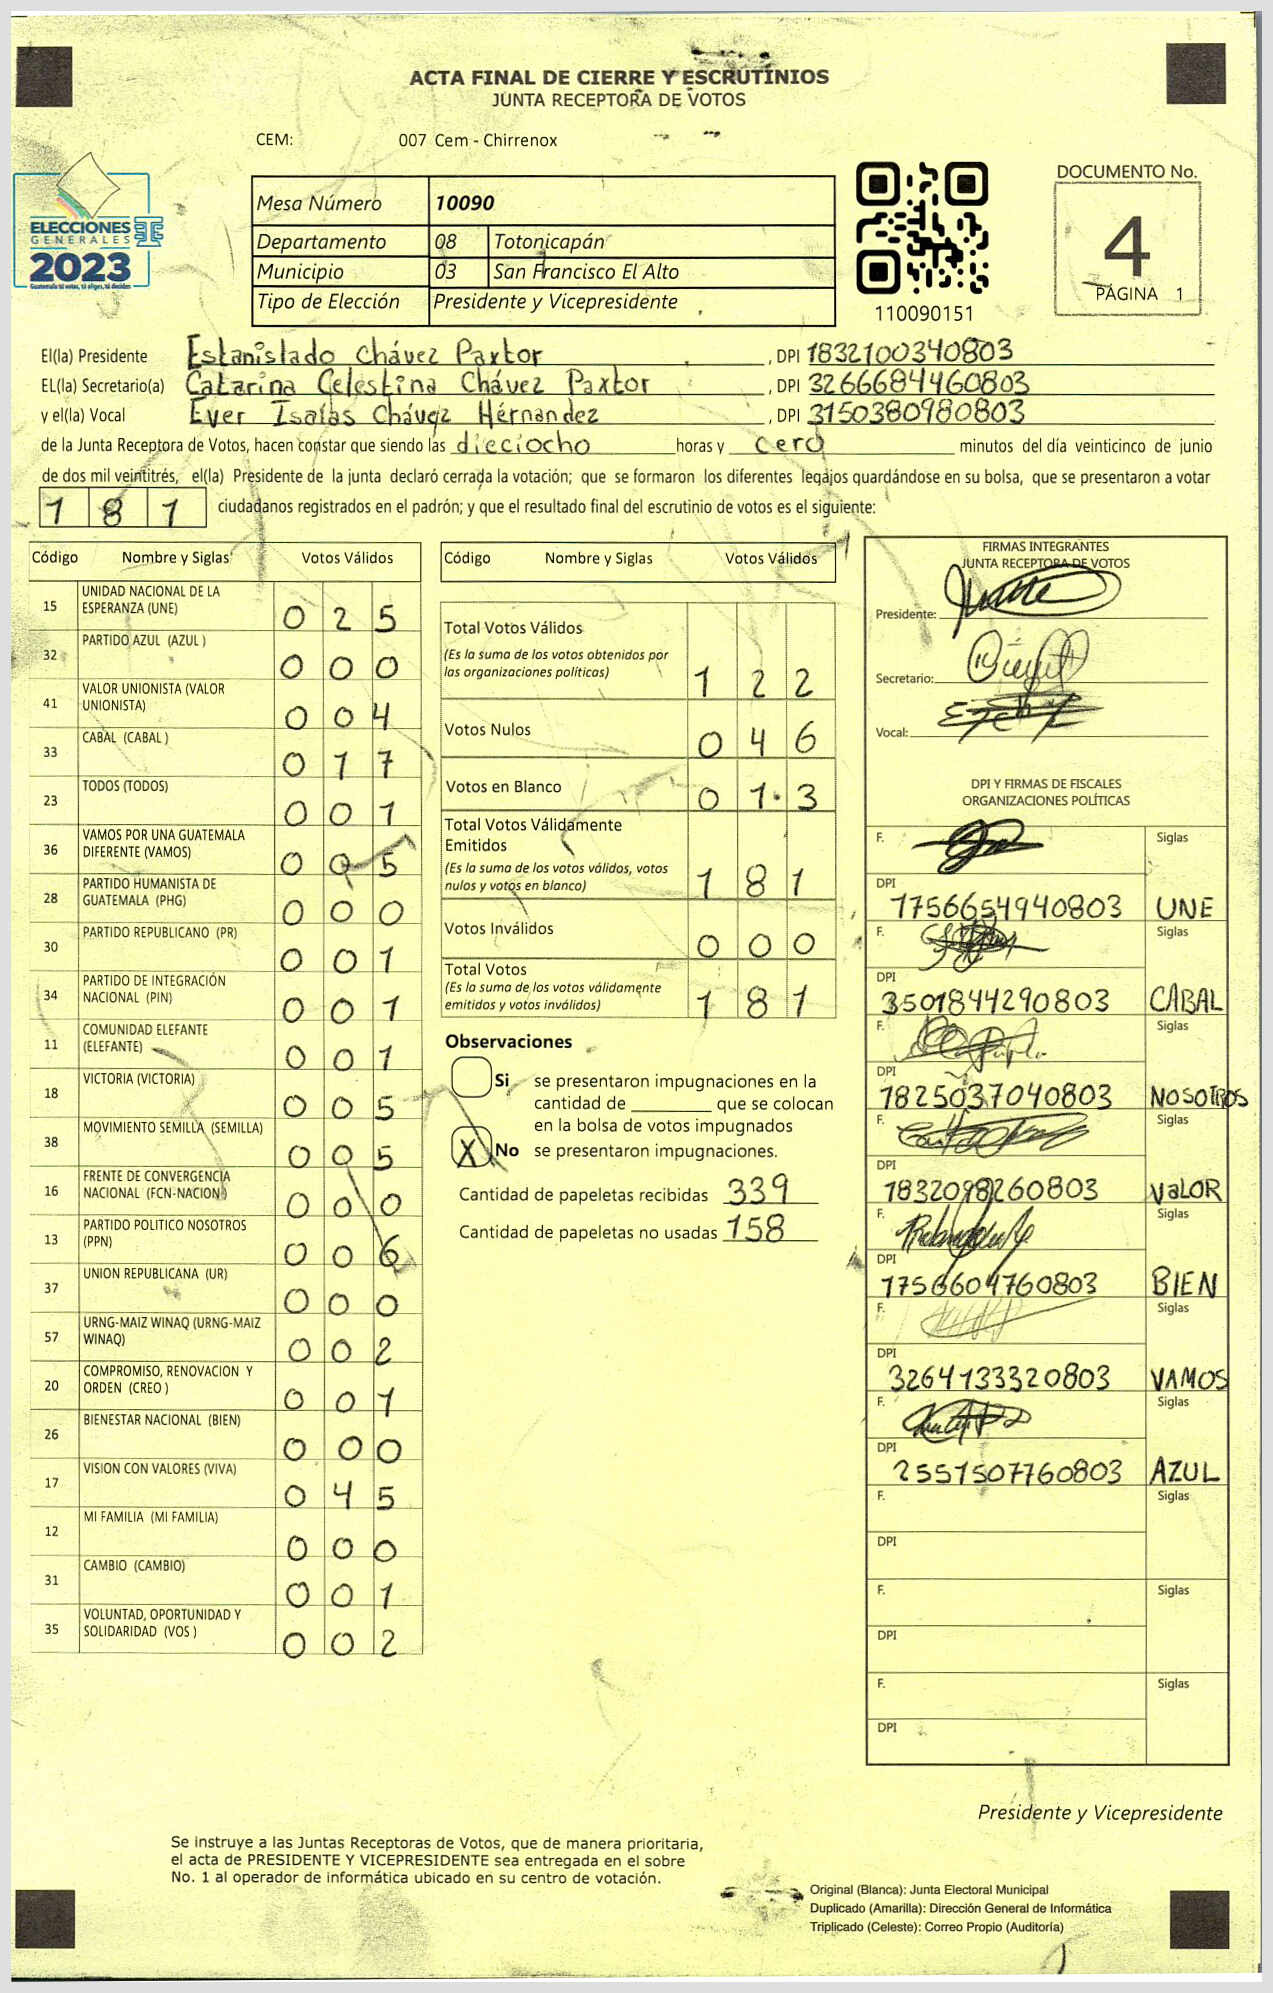 ACTA FINAL DE CIERRE Y ESCRUTINIOS
JUNTA RECEPTORA DE VOTOS
CEM: 007 Cem - Chirrenox
ELECCIONES
GENERALES
2023
Guatemala tú votas, tú eliges, tú decides
Mesa Número 10090
Departamento 08 Totonicapán
Municipio 03 San Francisco El Alto
Tipo de Elección Presidente y Vicepresidente
110090151
DOCUMENTO No.
4
PÁGINA 1
El(la) Presidente Estanislado Chávez Paxtor , DPI 1832100340803
EL(la) Secretario(a) Catarina Celestina Chávez Paxtor , DPI 3266684460803
y el(la) Vocal Ever Isaías Chávez Hérnandez , DPI 3150380980803
de la Junta Receptora de Votos, hacen constar que siendo las dieciocho horas y cero minutos del día veinticinco de junio
de dos mil veintitrés, el(la) Presidente de la junta declaró cerrada la votación; que se formaron los diferentes legajos guardándose en su bolsa, que se presentaron a votar
1 8 1 ciudadanos registrados en el padrón; y que el resultado final del escrutinio de votos es el siguiente:
Código Nombre y Siglas Votos Válidos
15 UNIDAD NACIONAL DE LA
ESPERANZA (UNE) 0 2 5
32 PARTIDO AZUL (AZUL ) 0 0 0
41 VALOR UNIONISTA (VALOR
UNIONISTA) 0 0 4
33 CABAL (CABAL ) 0 1 7
23 TODOS (TODOS) 0 0 1
36 VAMOS POR UNA GUATEMALA
DIFERENTE (VAMOS) 0 0 5
28 PARTIDO HUMANISTA DE
GUATEMALA (PHG) 0 0 0
30 PARTIDO REPUBLICANO (PR) 0 0 1
34 PARTIDO DE INTEGRACIÓN
NACIONAL (PIN) 0 0 1
11 COMUNIDAD ELEFANTE
(ELEFANTE) 0 0 1
18 VICTORIA (VICTORIA) 0 0 5
38 MOVIMIENTO SEMILLA (SEMILLA) 0 0 5
16 FRENTE DE CONVERGENCIA
NACIONAL (FCN-NACION) 0 0 0
13 PARTIDO POLITICO NOSOTROS
(PPN) 0 0 6
37 UNION REPUBLICANA (UR) 0 0 0
57 URNG-MAIZ WINAQ (URNG-MAIZ
WINAQ) 0 0 2
20 COMPROMISO, RENOVACION Y
ORDEN (CREO ) 0 0 1
26 BIENESTAR NACIONAL (BIEN) 0 0 0
17 VISION CON VALORES (VIVA) 0 4 5
12 MI FAMILIA (MI FAMILIA) 0 0 0
31 CAMBIO (CAMBIO) 0 0 1
35 VOLUNTAD, OPORTUNIDAD Y
SOLIDARIDAD (VOS ) 0 0 2
Código Nombre y Siglas Votos Válidos
Total Votos Válidos
(Es la suma de los votos obtenidos por
las organizaciones políticas) 1 2 2
Votos Nulos 0 4 6
Votos en Blanco 0 1 3
Total Votos Válidamente
Emitidos
(Es la suma de los votos válidos, votos
nulos y votos en blanco) 1 8 1
Votos Inválidos 0 0 0
Total Votos
(Es la suma de los votos válidamente
emitidos y votos inválidos) 1 8 1
Observaciones
Si se presentaron impugnaciones en la
cantidad de ________ que se colocan
en la bolsa de votos impugnados
X No se presentaron impugnaciones.
Cantidad de papeletas recibidas 339
Cantidad de papeletas no usadas 158
FIRMAS INTEGRANTES
JUNTA RECEPTORA DE VOTOS
Presidente:
Secretario:
Vocal:
DPI Y FIRMAS DE FISCALES
ORGANIZACIONES POLÍTICAS
F. Siglas
DPI 1756654940803 UNE
F. Siglas
DPI 3501844290803 CABAL
F. Siglas
DPI 1825037040803 NOSOTROS
F. Siglas
DPI 1832098260803 VALOR
F. Siglas
DPI 1756604760803 BIEN
F. Siglas
DPI 3264133320803 VAMOS
F. Siglas
DPI 2551507760803 AZUL
F. Siglas
DPI
F. Siglas
DPI
F. Siglas
DPI
Presidente y Vicepresidente
Se instruye a las Juntas Receptoras de Votos, que de manera prioritaria,
el acta de PRESIDENTE Y VICEPRESIDENTE sea entregada en el sobre
No. 1 al operador de informática ubicado en su centro de votación.
Original (Blanca): Junta Electoral Municipal
Duplicado (Amarilla): Dirección General de Informática
Triplicado (Celeste): Correo Propio (Auditoría)